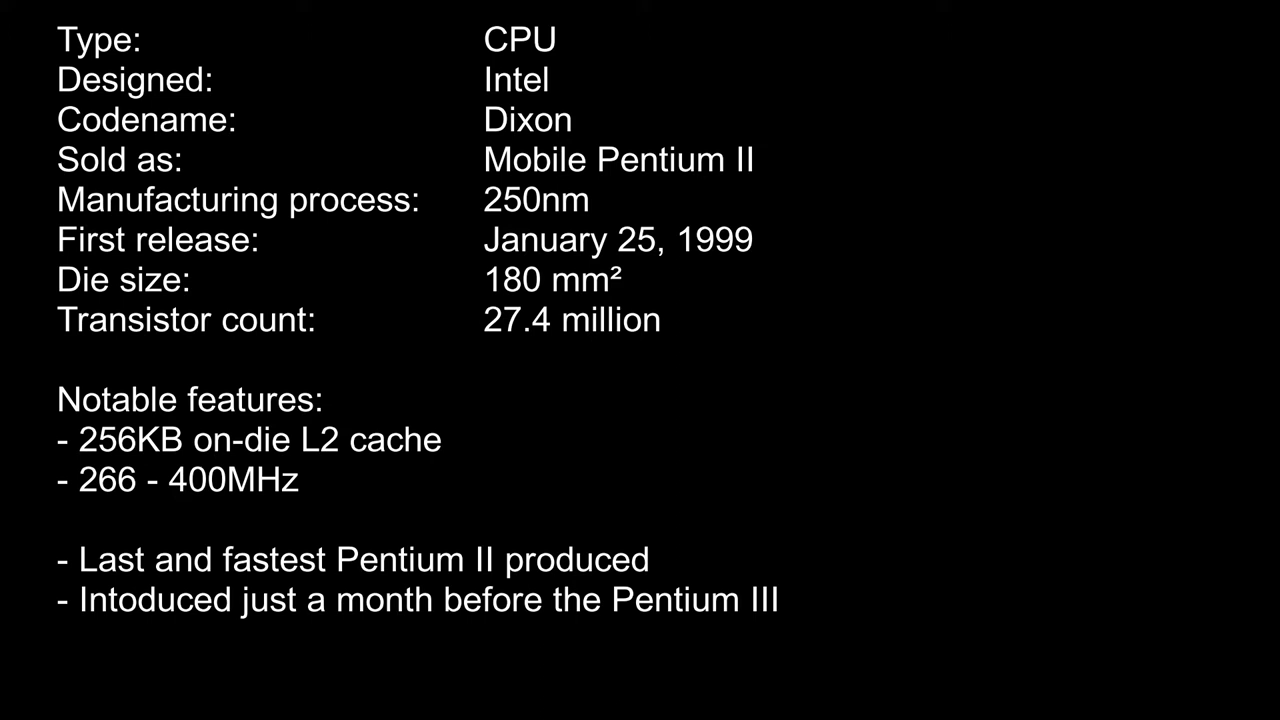 Type: CPU
Designed: Intel
Codename: Dixon
Sold as: Mobile Pentium II
Manufacturing process: 250nm
First release: January 25, 1999
Die size: 180 mm²
Transistor count: 27.4 million
Notable features:
- 256KB on-die L2 cache
- 266 - 400MHz
- Last and fastest Pentium II produced
- Intoduced just a month before the Pentium III